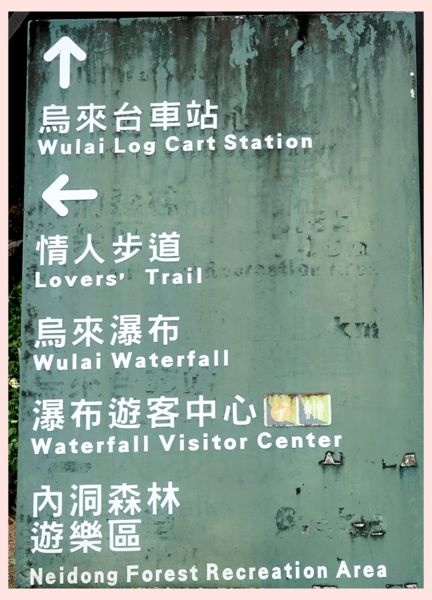 烏來台車站
Wulai Log Cart Station
情人步道
Lovers' Trail
烏來瀑布
Wulai Waterfall
瀑布遊客中心
Waterfall Visitor Center
km
內洞森林
遊樂區
Neidong Forest Recreation Area